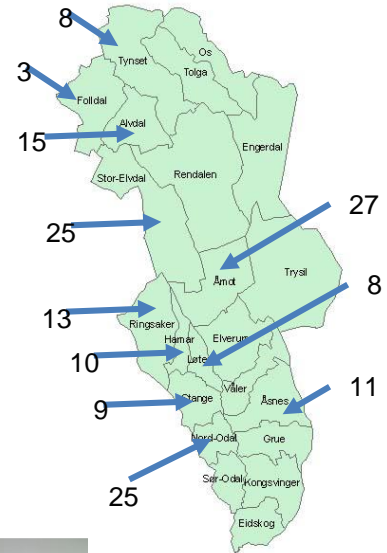 8
Os
Tynset
Tolga
3
Folldal
Alvdal
15
Engerdal
Rendalen
Stor-Elvdal
27
25
Trysil
Åmot
8
13
Ringsaker
Hamar
Elverum
10
Løten
11
Våler
Åsnes
Stange
9
Nord-Odal
Grue
25
Sør-Odal
Kongsvinger
Eidskog